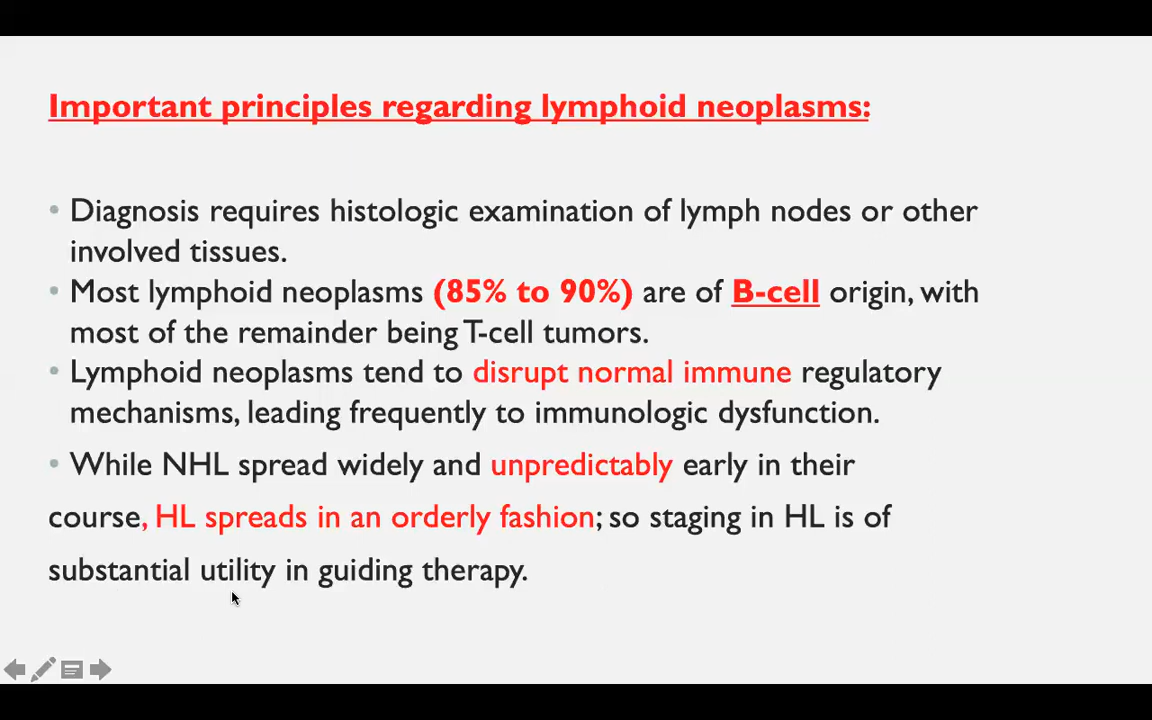 Important principles regarding lymphoid neoplasms:
• Diagnosis requires histologic examination of lymph nodes or other
involved tissues.
• Most lymphoid neoplasms (85% to 90%) are of B-cell origin, with
most of the remainder being T-cell tumors.
• Lymphoid neoplasms tend to disrupt normal immune regulatory
mechanisms, leading frequently to immunologic dysfunction.
• While NHL spread widely and unpredictably early in their
course, HL spreads in an orderly fashion; so staging in HL is of
substantial utility in guiding therapy.